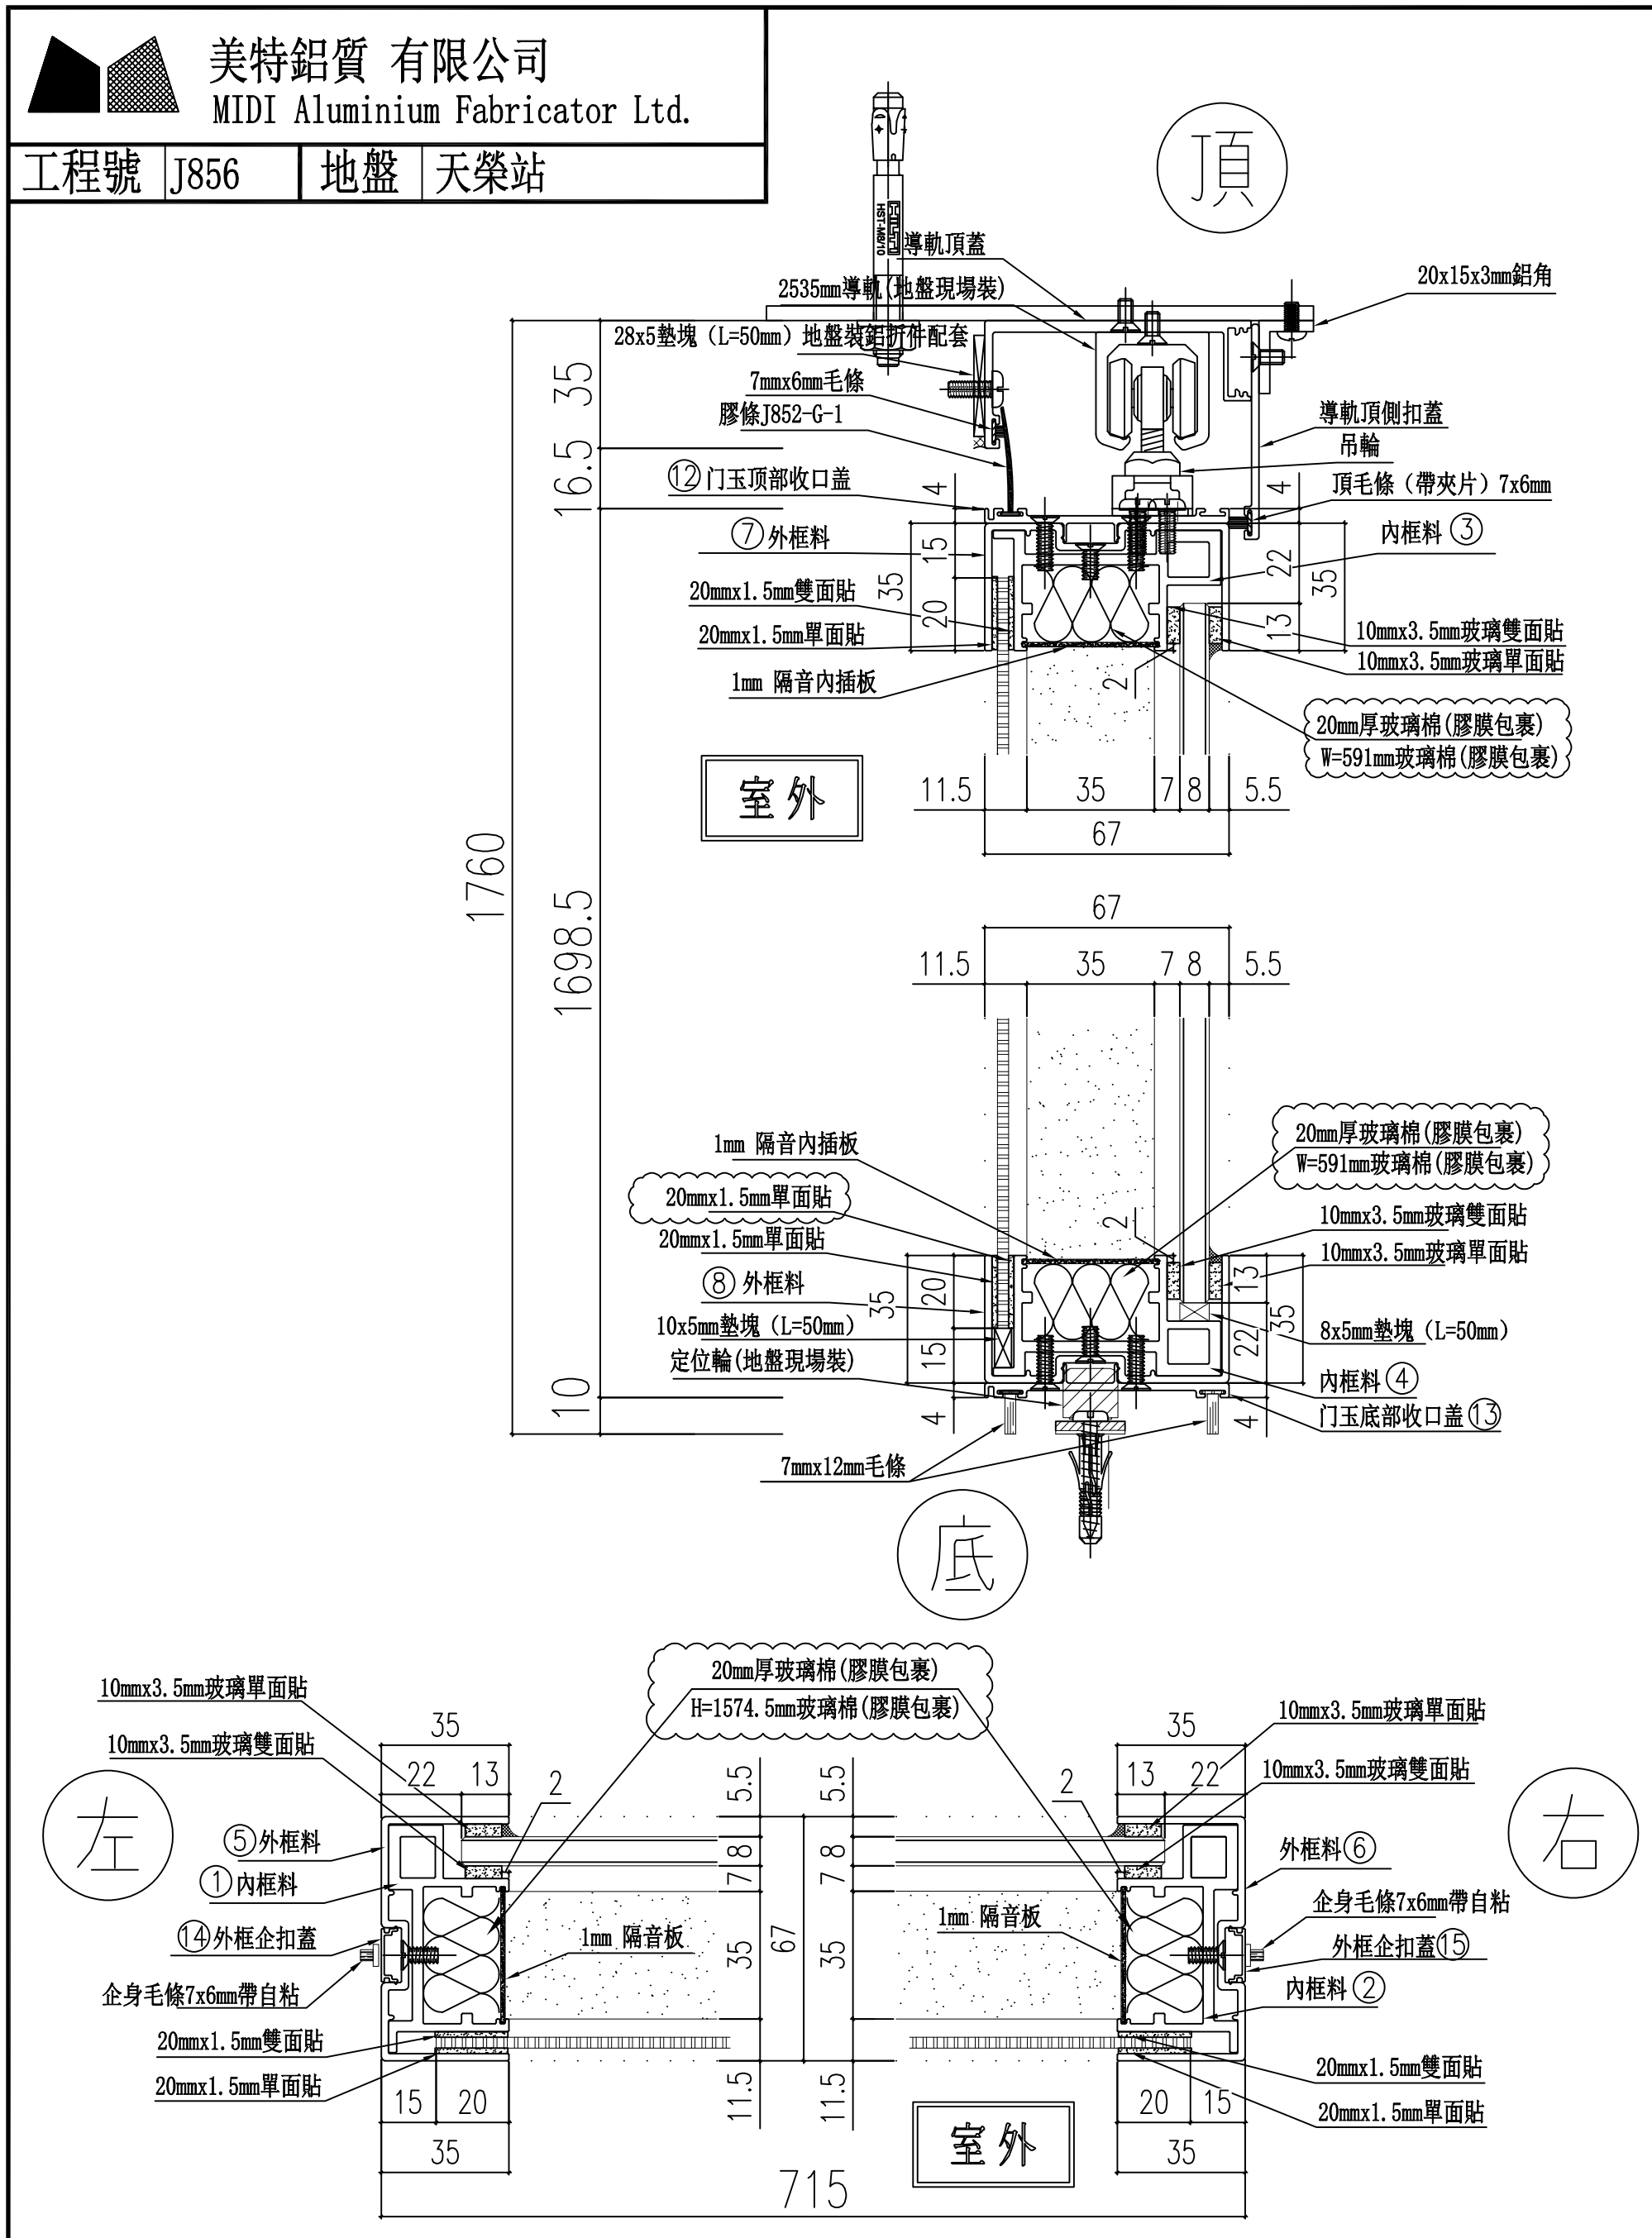 美特鋁質 有限公司
MIDI Aluminium Fabricator Ltd.
工程號 J856 地盤 天榮站
頂
HST-M8/10
導軌頂蓋
20x15x3mm鋁角
2535mm導軌(地盤現場裝)
28x5墊塊（L=50mm）地盤裝鋁折件配套
7mmx6mm毛條
膠條J852-G-1
導軌頂側扣蓋
吊輪
⑫门玉顶部收口盖
頂毛條（帶夾片）7x6mm
⑦外框料
內框料③
20mmx1.5mm雙面貼
20mmx1.5mm單面貼
10mmx3.5mm玻璃雙面貼
10mmx3.5mm玻璃單面貼
1mm 隔音內插板
20mm厚玻璃棉(膠膜包裹)
W=591mm玻璃棉(膠膜包裹)
35
16.5
4
15
35
20
4
22
35
13
2
室外
11.5 35 7 8 5.5
67
1760
1698.5
10
67
11.5 35 7 8 5.5
1mm 隔音內插板
20mmx1.5mm單面貼
20mmx1.5mm單面貼
⑧外框料
10x5mm墊塊（L=50mm）
定位輪(地盤現場裝)
20mm厚玻璃棉(膠膜包裹)
W=591mm玻璃棉(膠膜包裹)
10mmx3.5mm玻璃雙面貼
10mmx3.5mm玻璃單面貼
8x5mm墊塊（L=50mm）
內框料④
门玉底部收口盖⑬
2
35
20
15
4
13
35
22
4
7mmx12mm毛條
底
20mm厚玻璃棉(膠膜包裹)
H=1574.5mm玻璃棉(膠膜包裹)
10mmx3.5mm玻璃單面貼
10mmx3.5mm玻璃雙面貼
35
22 13
2
左
⑤外框料
①內框料
⑭外框企扣蓋
企身毛條7x6mm帶自粘
20mmx1.5mm雙面貼
20mmx1.5mm單面貼
1mm 隔音板
5.5
8
7
35
11.5
67
5.5
8
7
35
11.5
10mmx3.5mm玻璃單面貼
10mmx3.5mm玻璃雙面貼
35
13 22
2
右
外框料⑥
企身毛條7x6mm帶自粘
外框企扣蓋⑮
內框料②
1mm 隔音板
20mmx1.5mm雙面貼
20mmx1.5mm單面貼
15 20
35
20 15
35
室外
715